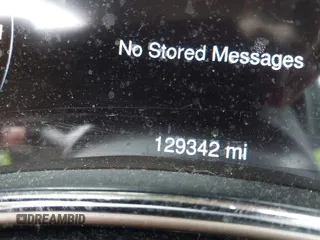 No Stored Messages
129342 mi
DREAMBID